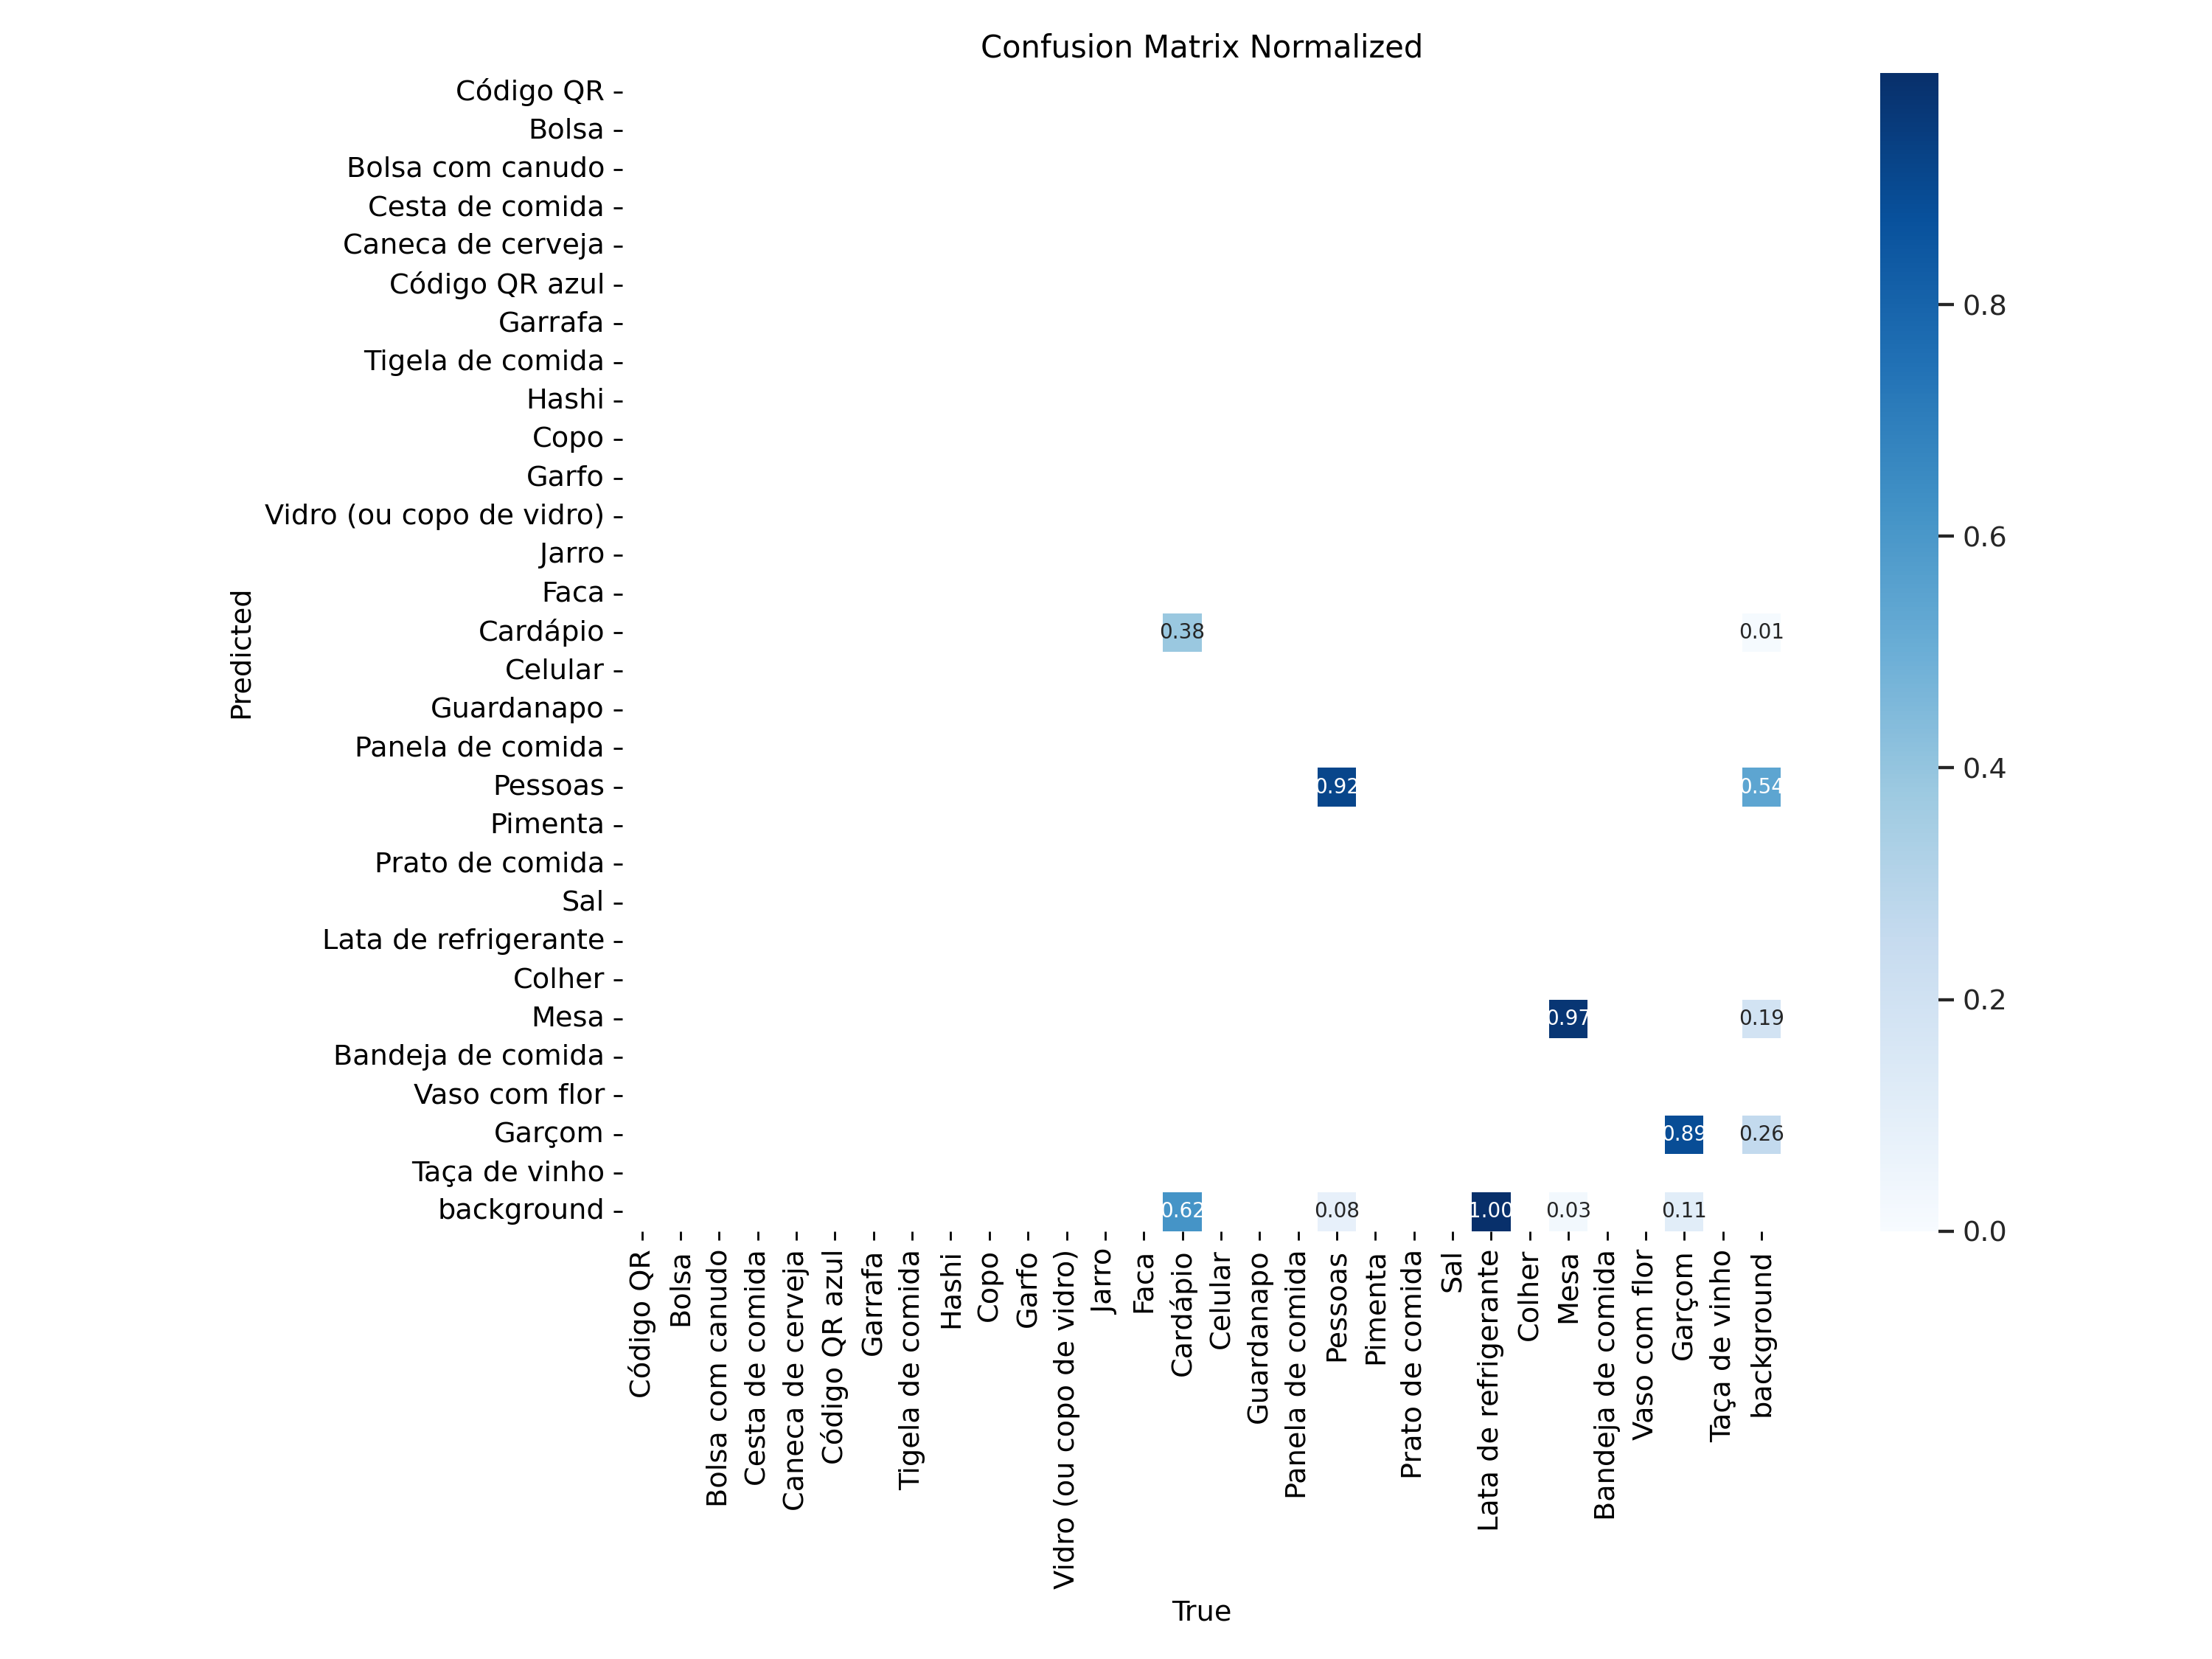 Confusion Matrix Normalized
Código QR
Bolsa
Bolsa com canudo
Cesta de comida
Caneca de cerveja
Código QR azul
Garrafa
Tigela de comida
Hashi
Copo
Garfo
Vidro (ou copo de vidro)
Jarro
Faca
Cardápio
Celular
Guardanapo
Panela de comida
Pessoas
Pimenta
Prato de comida
Sal
Lata de refrigerante
Colher
Mesa
Bandeja de comida
Vaso com flor
Garçom
Taça de vinho
background
Predicted
0.38 0.01
0.92 0.54
0.97 0.19
0.89 0.26
0.62 0.08 1.00 0.03 0.11
0.8
0.6
0.4
0.2
0.0
Código QR
Bolsa
Bolsa com canudo
Cesta de comida
Caneca de cerveja
Código QR azul
Garrafa
Tigela de comida
Hashi
Copo
Garfo
Vidro (ou copo de vidro)
Jarro
Faca
Cardápio
Celular
Guardanapo
Panela de comida
Pessoas
Pimenta
Prato de comida
Sal
Lata de refrigerante
Colher
Mesa
Bandeja de comida
Vaso com flor
Garçom
Taça de vinho
background
True